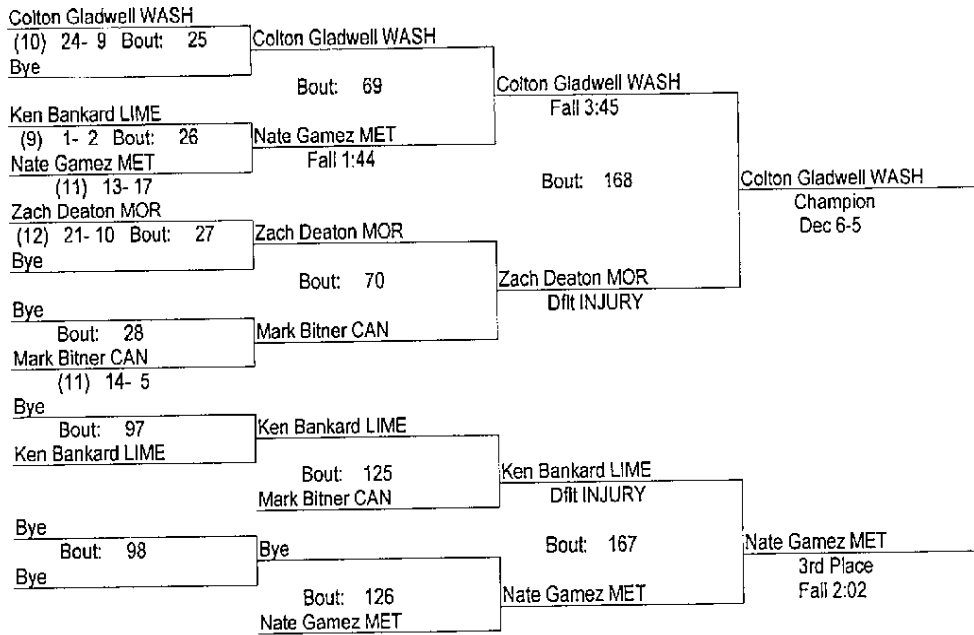 Colton Gladwell WASH
(10) 24- 9 Bout: 25
Bye
Colton Gladwell WASH
Bout: 69
Ken Bankard LIME
(9) 1- 2 Bout: 26
Nate Gamez MET
(11) 13- 17
Nate Gamez MET
Fall 1:44
Colton Gladwell WASH
Fall 3:45
Bout: 168
Zach Deaton MOR
(12) 21- 10 Bout: 27
Bye
Zach Deaton MOR
Bout: 70
Bye
Bout: 28
Mark Bitner CAN
(11) 14- 5
Mark Bitner CAN
Zach Deaton MOR
Dflt INJURY
Colton Gladwell WASH
Champion
Dec 6-5
Bye
Bout: 97
Ken Bankard LIME
Ken Bankard LIME
Bout: 125
Mark Bitner CAN
Ken Bankard LIME
Dflt INJURY
Bout: 167
Bye
Bout: 98
Bye
Bye
Bout: 126
Nate Gamez MET
Nate Gamez MET
Nate Gamez MET
3rd Place
Fall 2:02